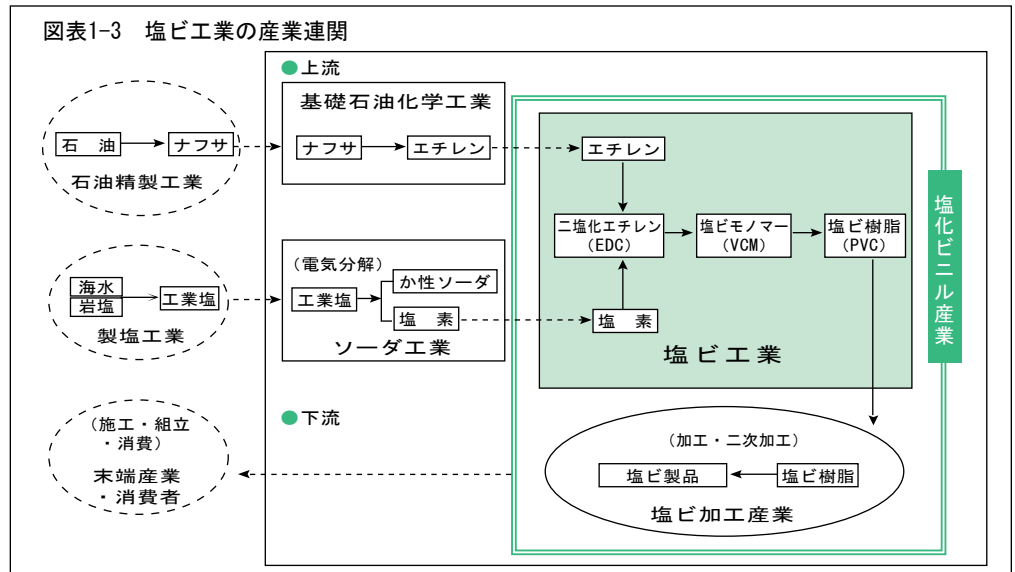 図表1-3　塩ビ工業の産業連関
●上流
石　油
ナフサ
石油精製工業
基礎石油化学工業
ナフサ
エチレン
エチレン
二塩化エチレン
(EDC)
塩ビモノマー
(VCM)
塩ビ樹脂
(PVC)
海水
岩塩
工業塩
製塩工業
（電気分解）
工業塩
か性ソーダ
塩　素
ソーダ工業
塩　素
塩ビ工業
塩化ビニル産業
●下流
（施工・組立
・消費）
末端産業
・消費者
（加工・二次加工）
塩ビ製品
塩ビ樹脂
塩ビ加工産業